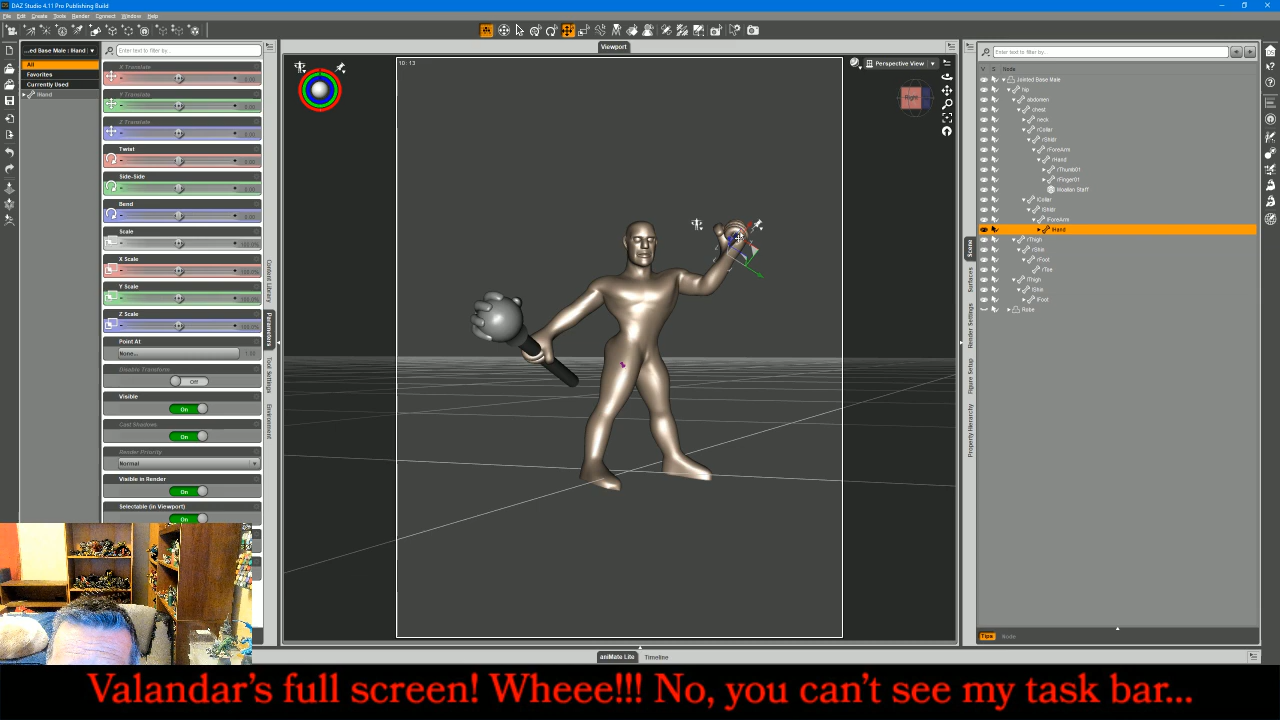 DAZ Studio 4.11 Pro Publishing Build
File Edit Create Tools Render Connect Window Help
Viewport
...ed Base Male : lHand
Enter text to filter by...
All
Favorites
Currently Used
lHand
X Translate
0.00
Y Translate
0.00
Z Translate
0.00
Twist
0.00
Side-Side
0.00
Bend
0.00
Scale
100.0%
X Scale
100.0%
Y Scale
100.0%
Z Scale
100.0%
Point At
None...
Disable Transform
Off
Visible
On
Cast Shadows
On
Render Priority
Normal
Visible in Render
On
Selectable (in Viewport)
On
Content Library
Parameters
Tool Settings
Environment
10 : 13
Perspective View
Right
aniMate Lite
Timeline
Scene
Surfaces
Render Settings
Figure Setup
Property Hierarchy
Enter text to filter by...
V S Node
Jointed Base Male
hip
abdomen
chest
neck
rCollar
rShldr
rForeArm
rHand
rThumb01
rFinger01
Moalian Staff
lCollar
lShldr
lForeArm
lHand
rThigh
rShin
rFoot
rToe
lThigh
lShin
lFoot
Robe
Tips
Node
Valandar's full screen! Wheee!!! No, you can't see my task bar...